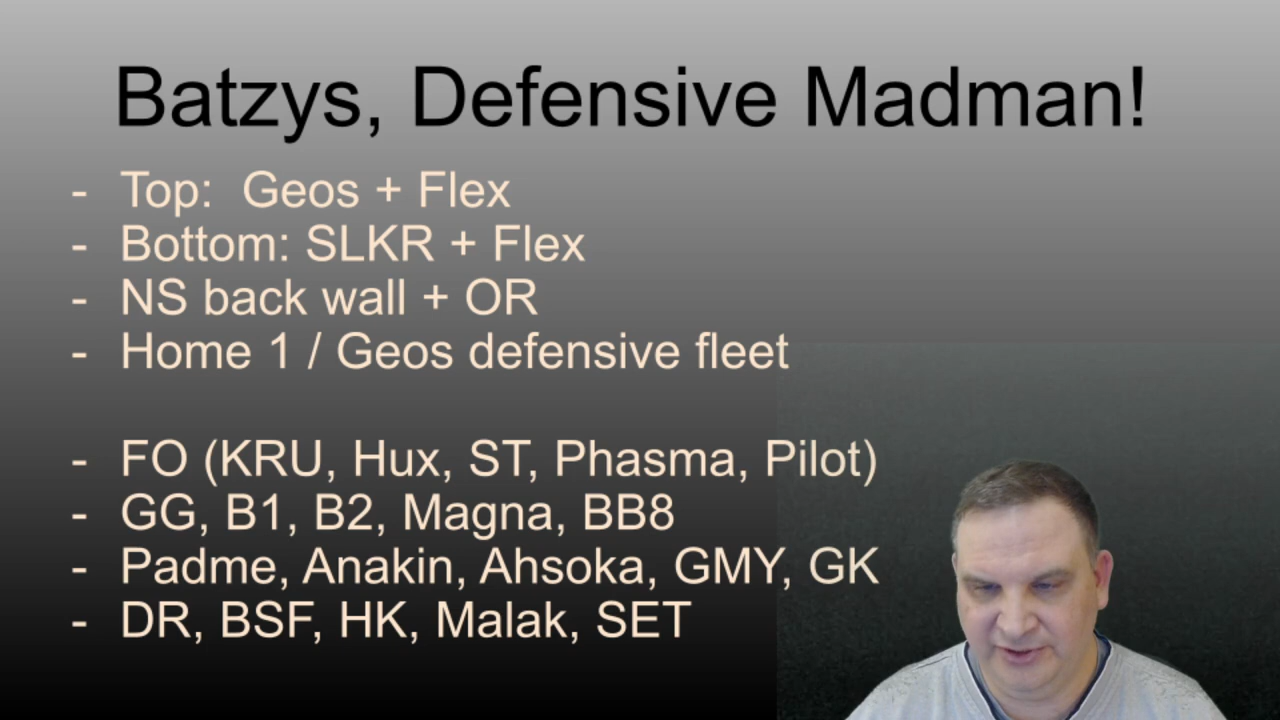 Batzys, Defensive Madman!
- Top: Geos + Flex
- Bottom: SLKR + Flex
- NS back wall + OR
- Home 1 / Geos defensive fleet
- FO (KRU, Hux, ST, Phasma, Pilot)
- GG, B1, B2, Magna, BB8
- Padme, Anakin, Ahsoka, GMY, GK
- DR, BSF, HK, Malak, SET